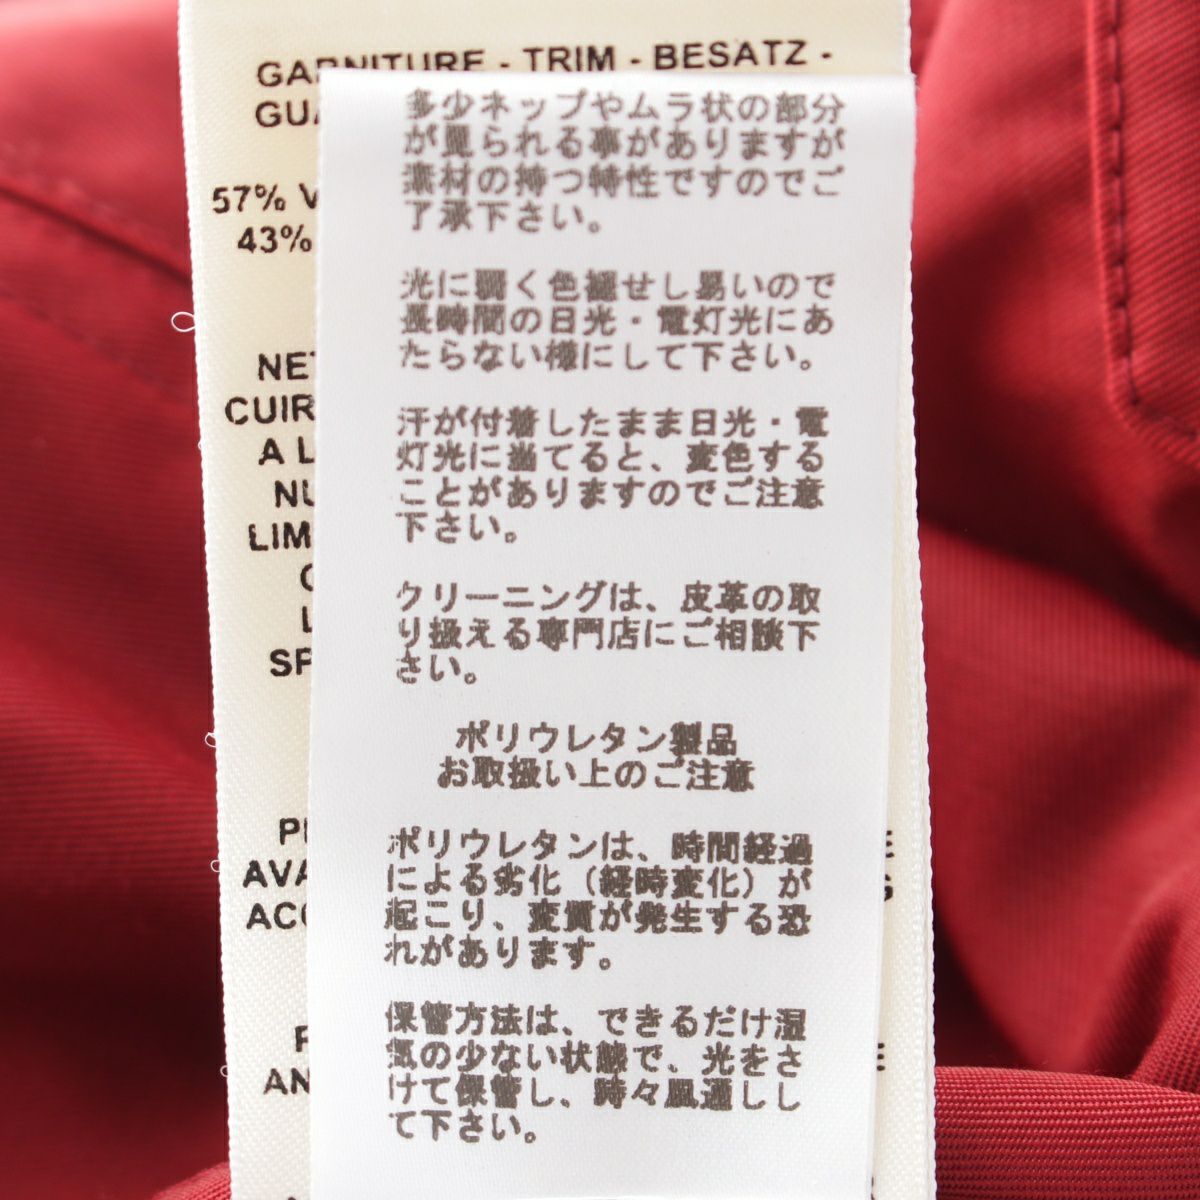 GARNITURE - TRIM - BESATZ -
GUA
57% V
43%
NE
CUIR
A L
NU
LIM
SP
AVA
ACC
AN
多少ネップやムラ状の部分
が見られる事がありますが
素材の持つ特性ですのでご
了承下さい。
光に弱く色褪せし易いので
長時間の日光・電灯光にあ
たらない様にして下さい。
汗が付着したまま日光・電
灯光に当てると、変色する
ことがありますのでご注意
下さい。
クリーニングは、皮革の取
り扱える専門店にご相談下
さい。
ポリウレタン製品
お取扱い上のご注意
ポリウレタンは、時間経過
による劣化（経時変化）が
起こり、変質が発生する恐
れがあります。
保管方法は、できるだけ湿
気の少ない状態で、光をさ
けて保管し、時々風通しし
て下さい。